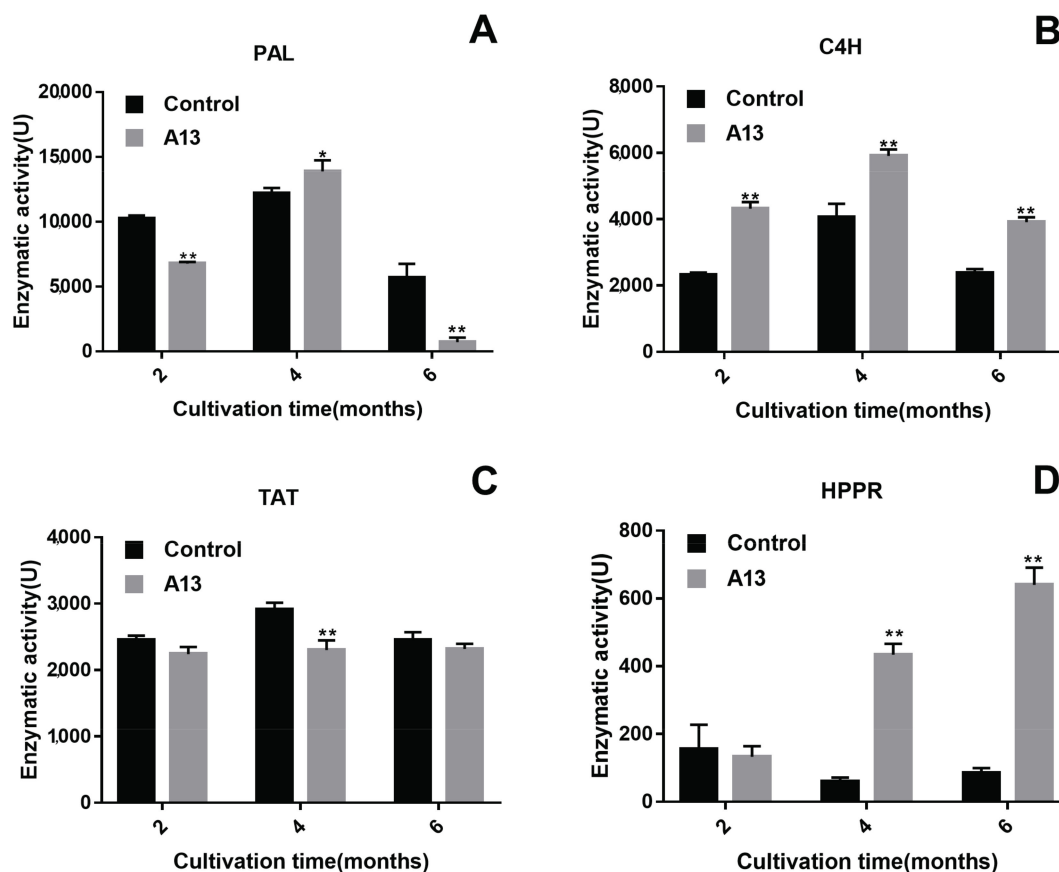 A
PAL
20,000
15,000
10,000
5,000
0
Enzymatic activity(U)
Control
A13
**
*
**
2
4
6
Cultivation time(months)
B
C4H
8,000
6,000
4,000
2,000
0
Enzymatic activity(U)
Control
A13
**
**
**
2
4
6
Cultivation time(months)
C
TAT
4,000
3,000
2,000
1,000
0
Enzymatic activity(U)
Control
A13
**
2
4
6
Cultivation time(months)
D
HPPR
800
600
400
200
0
Enzymatic activity(U)
Control
A13
**
**
2
4
6
Cultivation time(months)